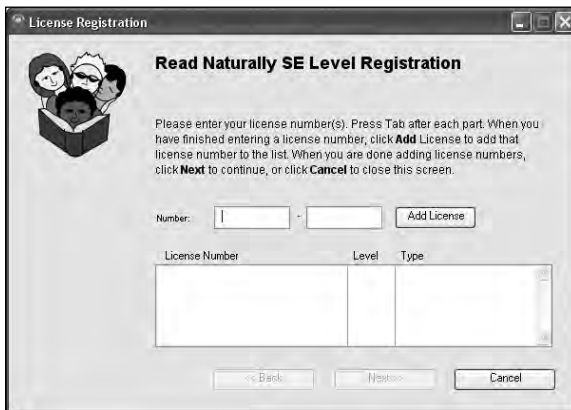 License Registration
Read Naturally SE Level Registration
Please enter your license number(s). Press Tab after each part. When you
have finished entering a license number, click Add License to add that
license number to the list. When you are done adding license numbers,
click Next to continue, or click Cancel to close this screen.
Number: - Add License
License Number Level Type
<< Back Next>> Cancel